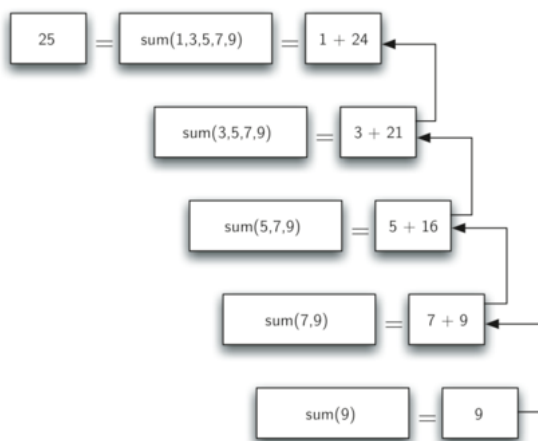 25 = sum(1,3,5,7,9) = 1 + 24
sum(3,5,7,9) = 3 + 21
sum(5,7,9) = 5 + 16
sum(7,9) = 7 + 9
sum(9) = 9